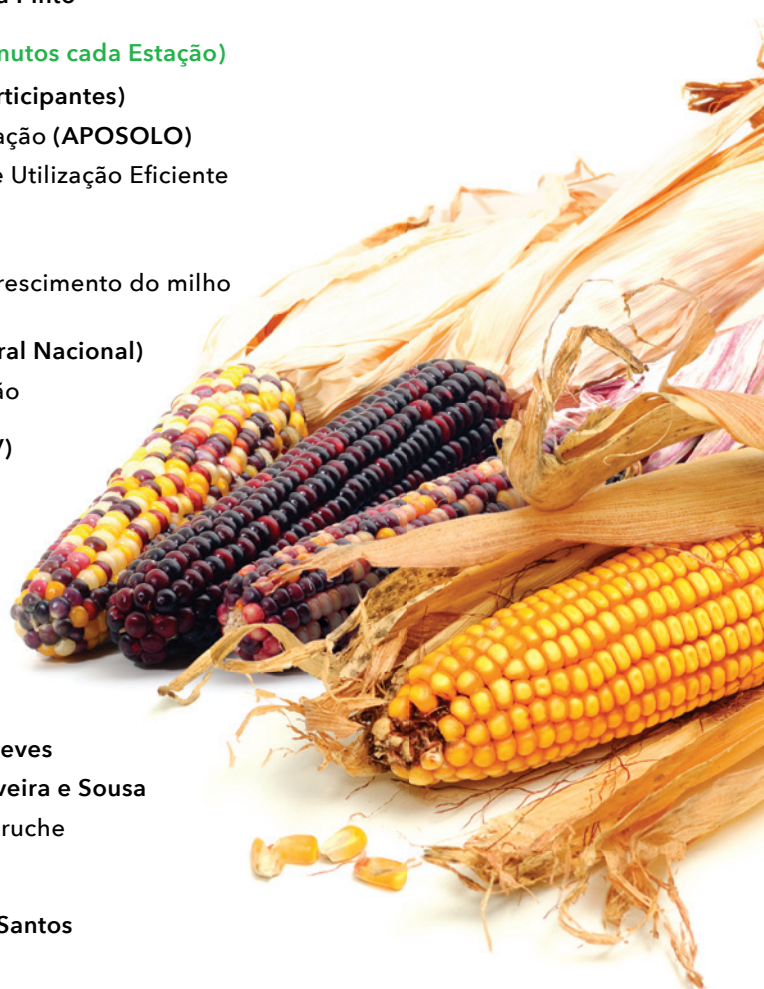 Pinto
nutos cada Estação)
rticipantes)
ação (APOSOLO)
e Utilização Eficiente
rescimento do milho
ral Nacional)
ão
)
eves
veira e Sousa
ruche
Santos